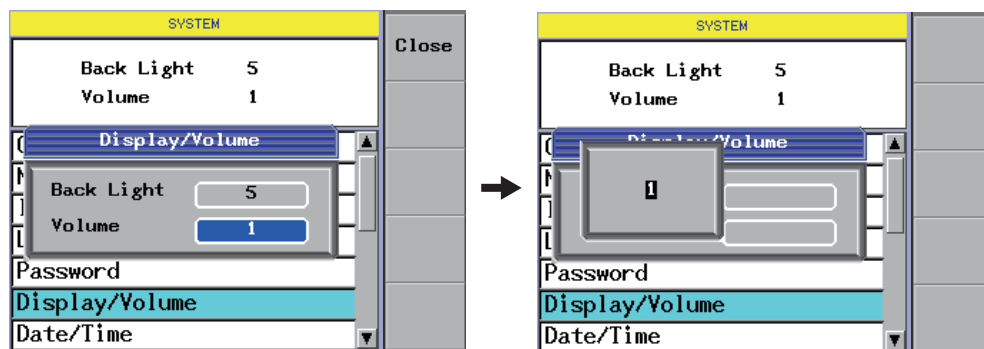 SYSTEM
Close
Back Light 5
Volume 1
Display/Volume
Back Light 5
Volume 1
Password
Display/Volume
Date/Time
SYSTEM
Back Light 5
Volume 1
1
Password
Display/Volume
Date/Time